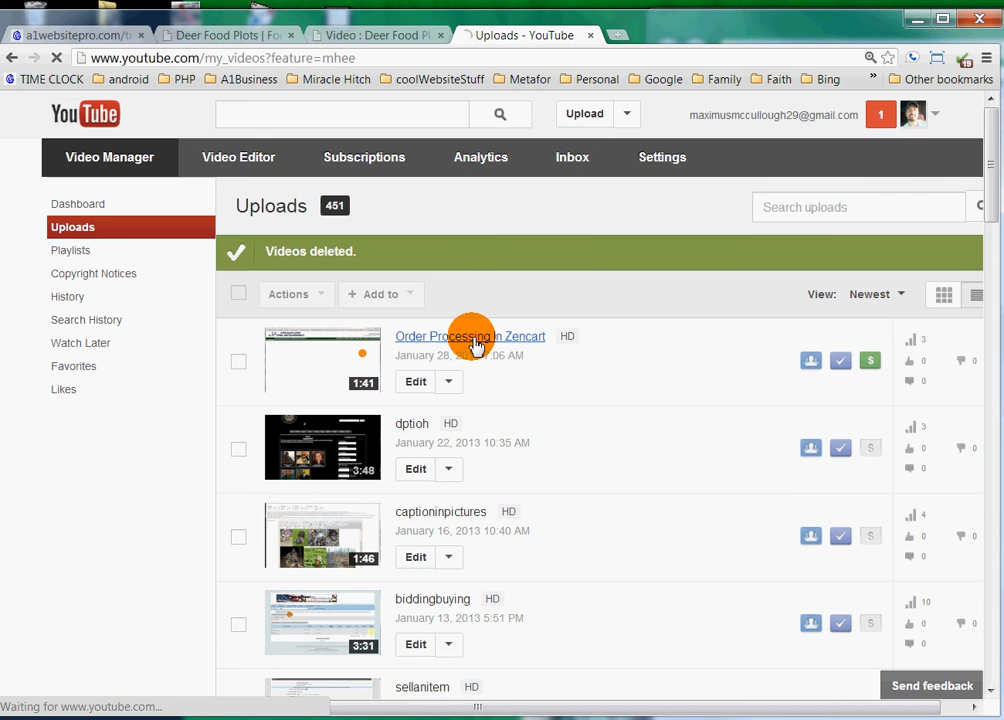 a1websitepro.com/ti × Deer Food Plots | Fo × Video : Deer Food Pl × Uploads - YouTube ×
www.youtube.com/my_videos?feature=mhee
19
TIME CLOCK android PHP A1Business Miracle Hitch coolWebsiteStuff Metafor Personal Google Family Faith Bing » Other bookmarks
YouTube Upload maximusmccullough29@gmail.com 1
Video Manager Video Editor Subscriptions Analytics Inbox Settings
Dashboard
Uploads
Playlists
Copyright Notices
History
Search History
Watch Later
Favorites
Likes
Uploads 451 Search uploads
Videos deleted.
Actions + Add to View: Newest
Order Processing In Zencart HD
7:06 AM
Edit
1:41
$
3
0 0
0
dptioh HD
January 22, 2013 10:35 AM
Edit
3:48
$
3
0 0
0
captioninpictures HD
January 16, 2013 10:40 AM
Edit
1:46
$
4
0 0
0
biddingbuying HD
January 13, 2013 5:51 PM
Edit
3:31
$
10
0 0
0
sellanitem HD
Send feedback
Waiting for www.youtube.com...